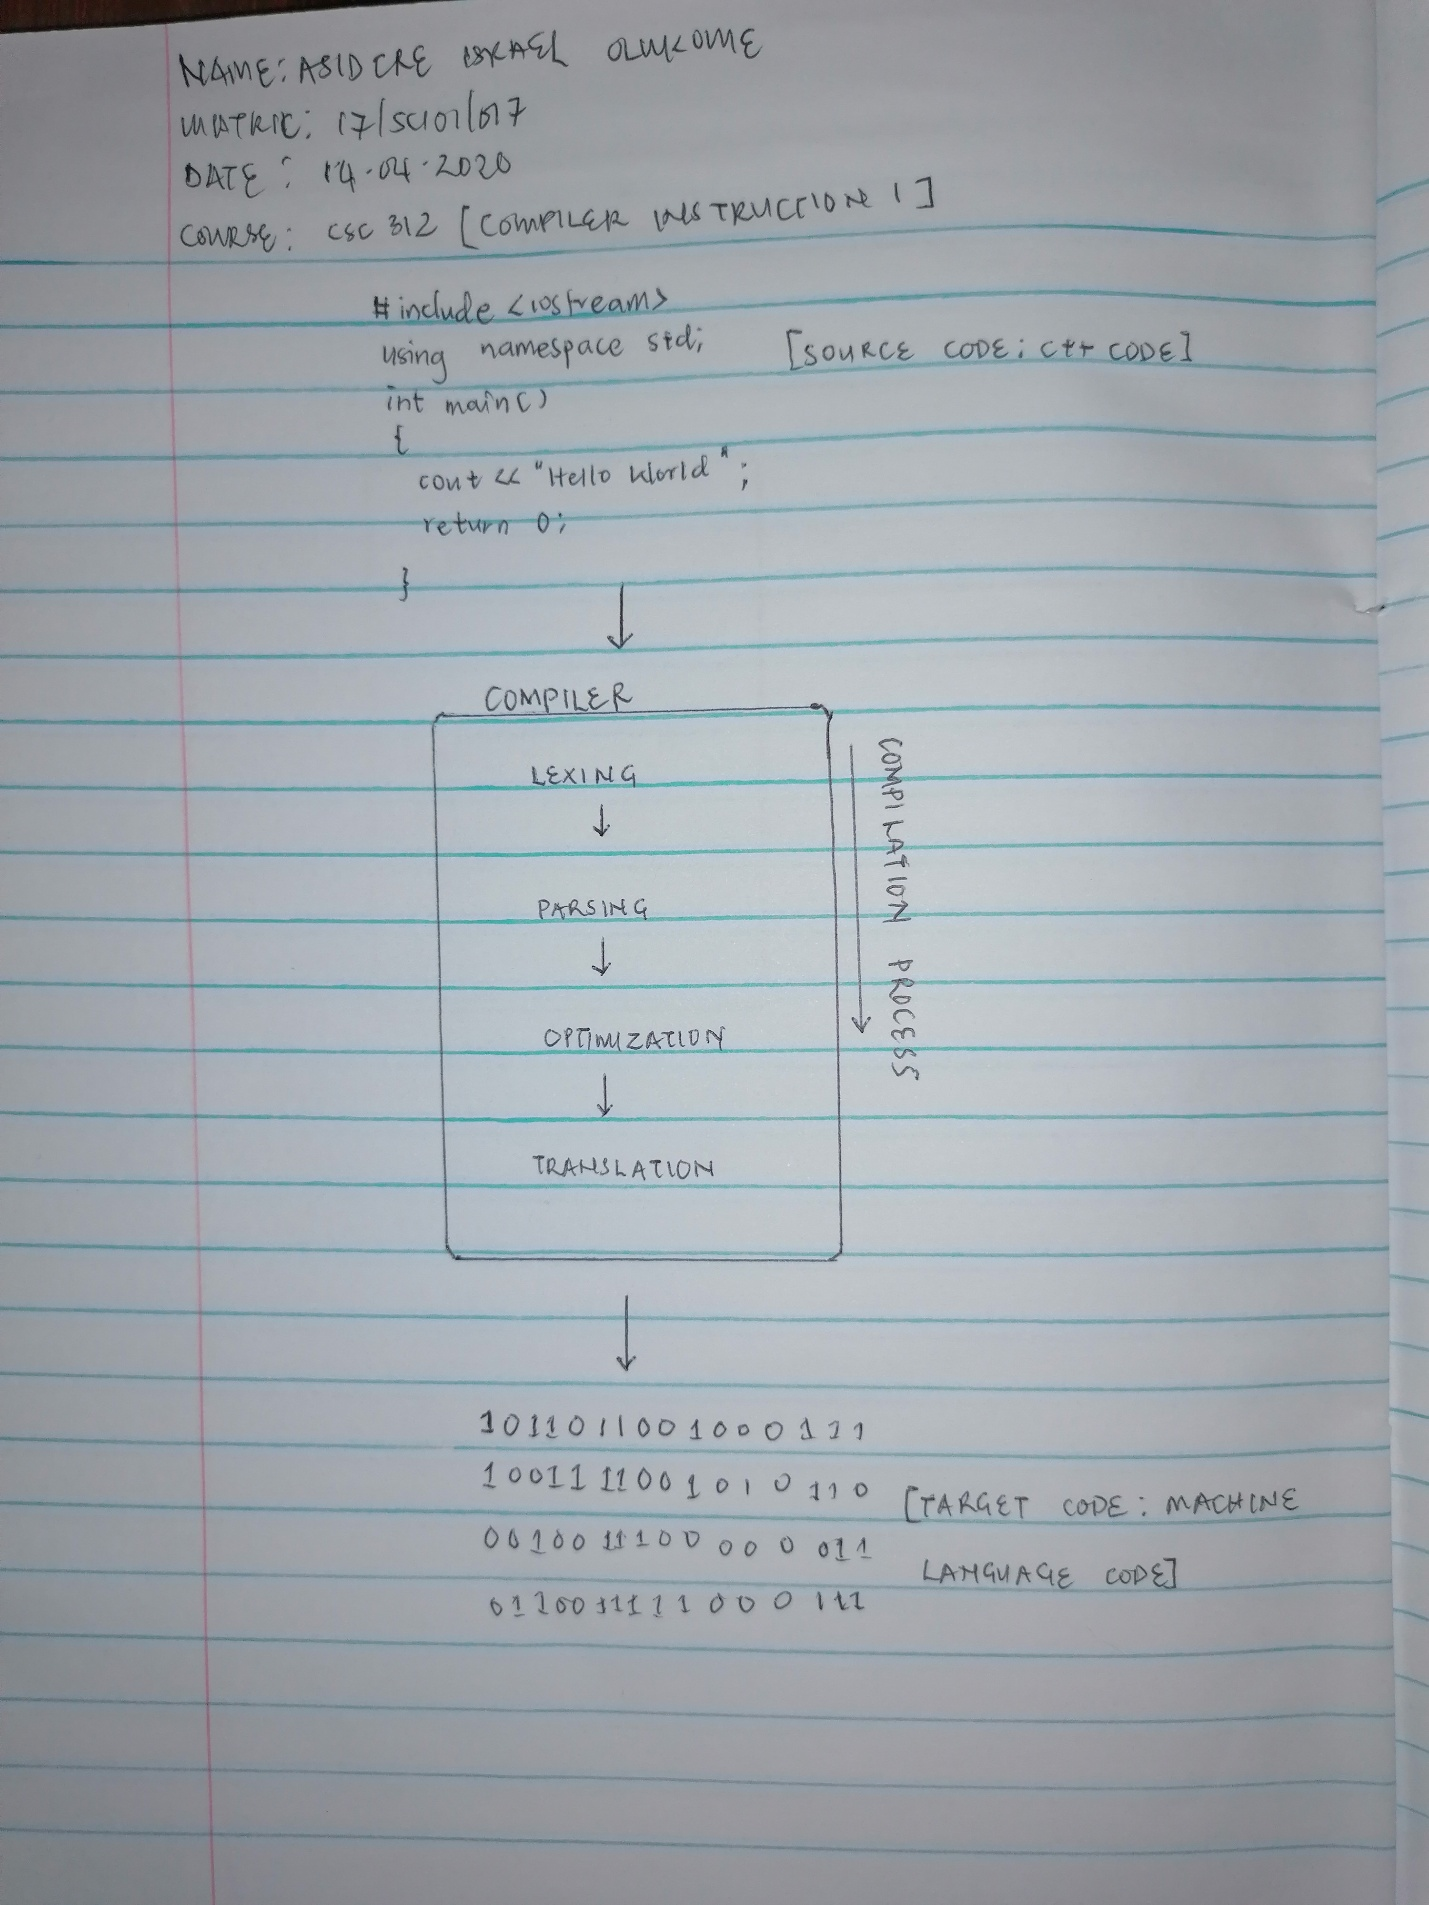 NAME: ASIDERE ISRAEL OLUKOME
MATRIC: 17/SCI01/017
DATE: 14.04.2020
COURSE: CSC 312 [COMPILER INSTRUCTION 1]
#include <iostream>
using namespace std;
[SOURCE CODE: C++ CODE]
int main()
{
cout << "Hello World";
return 0;
}
COMPILER
LEXING
PARSING
OPTIMIZATION
TRANSLATION
COMPILATION PROCESS
1011011001000111
1001111001010110
0010011100000011
0110011111000111
[TARGET CODE: MACHINE
LANGUAGE CODE]